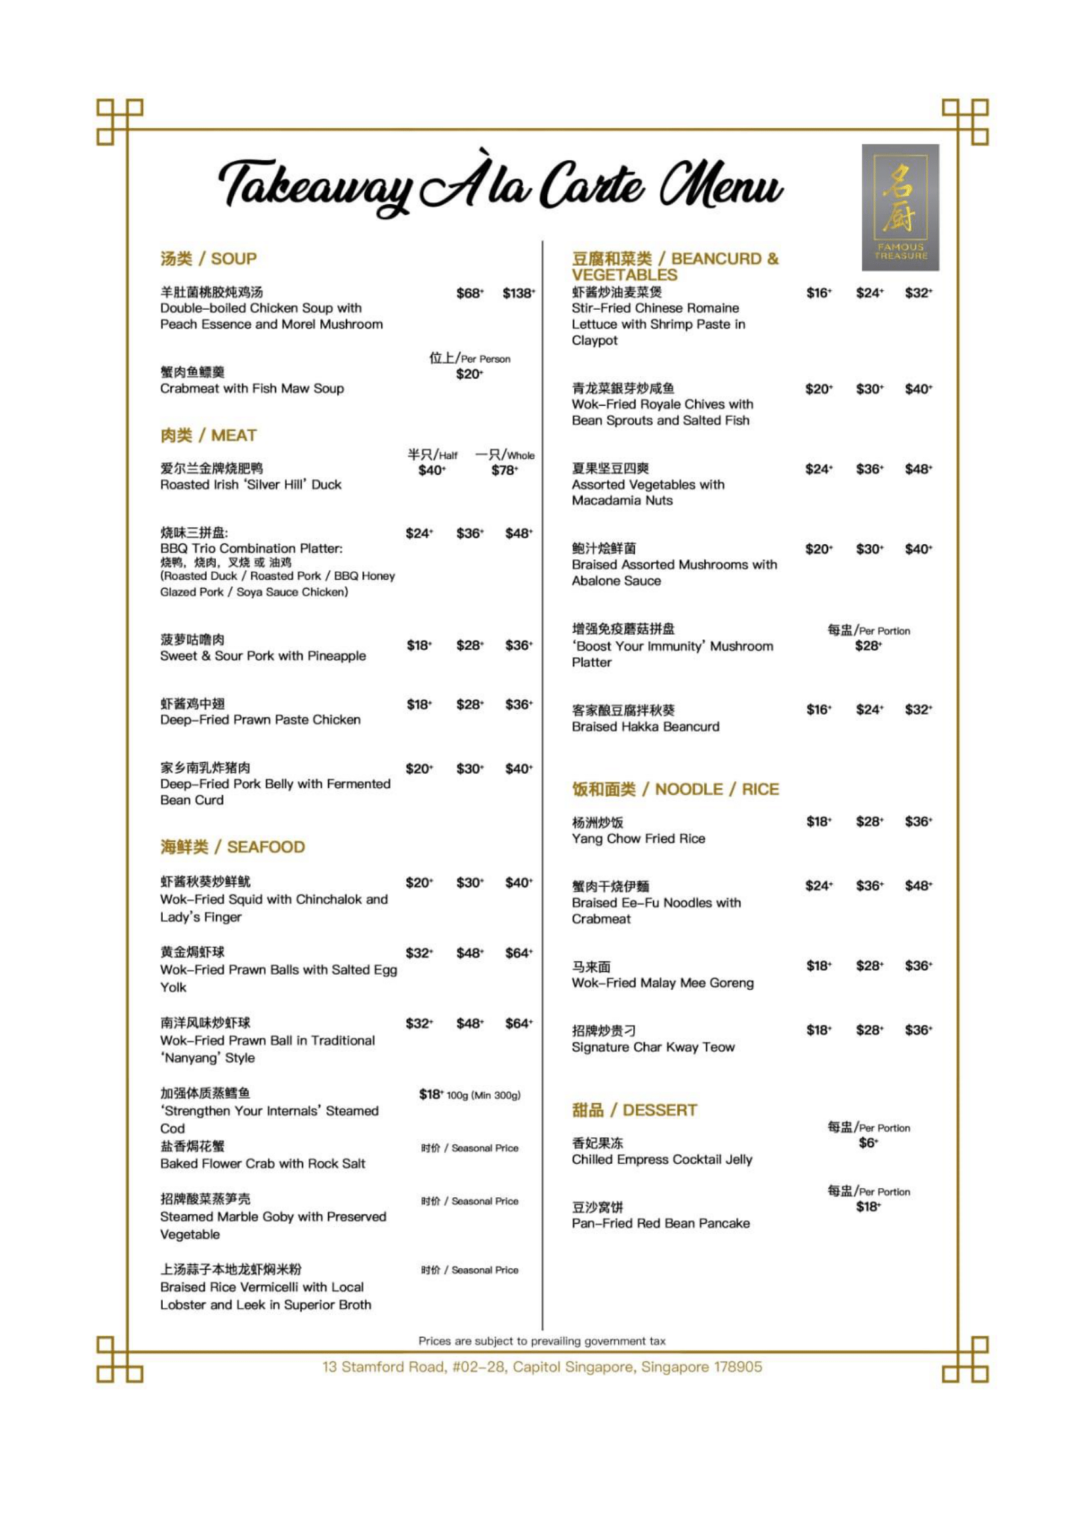 Takeaway À la Carte Menu
名
厨
FAMOUS
TREASURE
汤类 / SOUP
羊肚菌桃胶炖鸡汤 $68+ $138+
Double-boiled Chicken Soup with
Peach Essence and Morel Mushroom
位上/Per Person
蟹肉鱼鳔羹 $20+
Crabmeat with Fish Maw Soup
肉类 / MEAT
半只/Half 一只/Whole
爱尔兰金牌烧肥鸭 $40+ $78+
Roasted Irish ‘Silver Hill’ Duck
烧味三拼盘: $24+ $36+ $48+
BBQ Trio Combination Platter:
烧鸭, 烧肉, 叉烧 或 油鸡
(Roasted Duck / Roasted Pork / BBQ Honey
Glazed Pork / Soya Sauce Chicken)
菠萝咕噜肉 $18+ $28+ $36+
Sweet & Sour Pork with Pineapple
虾酱鸡中翅 $18+ $28+ $36+
Deep-Fried Prawn Paste Chicken
家乡南乳炸猪肉 $20+ $30+ $40+
Deep-Fried Pork Belly with Fermented
Bean Curd
海鲜类 / SEAFOOD
虾酱秋葵炒鲜鱿 $20+ $30+ $40+
Wok-Fried Squid with Chinchalok and
Lady’s Finger
黄金焗虾球 $32+ $48+ $64+
Wok-Fried Prawn Balls with Salted Egg
Yolk
南洋风味炒虾球 $32+ $48+ $64+
Wok-Fried Prawn Ball in Traditional
‘Nanyang’ Style
加强体质蒸鳕鱼 $18+ 100g (Min 300g)
‘Strengthen Your Internals’ Steamed
Cod
盐香焗花蟹 时价 / Seasonal Price
Baked Flower Crab with Rock Salt
招牌酸菜蒸笋壳 时价 / Seasonal Price
Steamed Marble Goby with Preserved
Vegetable
上汤蒜子本地龙虾焖米粉 时价 / Seasonal Price
Braised Rice Vermicelli with Local
Lobster and Leek in Superior Broth
豆腐和菜类 / BEANCURD &
VEGETABLES
虾酱炒油麦菜煲 $16+ $24+ $32+
Stir-Fried Chinese Romaine
Lettuce with Shrimp Paste in
Claypot
青龙菜銀芽炒咸鱼 $20+ $30+ $40+
Wok-Fried Royale Chives with
Bean Sprouts and Salted Fish
夏果坚豆四爽 $24+ $36+ $48+
Assorted Vegetables with
Macadamia Nuts
鲍汁烩鲜菌 $20+ $30+ $40+
Braised Assorted Mushrooms with
Abalone Sauce
增强免疫蘑菇拼盘 每盅/Per Portion
‘Boost Your Immunity’ Mushroom $28+
Platter
客家酿豆腐拌秋葵 $16+ $24+ $32+
Braised Hakka Beancurd
饭和面类 / NOODLE / RICE
杨洲炒饭 $18+ $28+ $36+
Yang Chow Fried Rice
蟹肉干烧伊麵 $24+ $36+ $48+
Braised Ee-Fu Noodles with
Crabmeat
马来面 $18+ $28+ $36+
Wok-Fried Malay Mee Goreng
招牌炒贵刁 $18+ $28+ $36+
Signature Char Kway Teow
甜品 / DESSERT
每盅/Per Portion
香妃果冻 $6+
Chilled Empress Cocktail Jelly
每盅/Per Portion
豆沙窝饼 $18+
Pan-Fried Red Bean Pancake
Prices are subject to prevailing government tax
13 Stamford Road, #02-28, Capitol Singapore, Singapore 178905